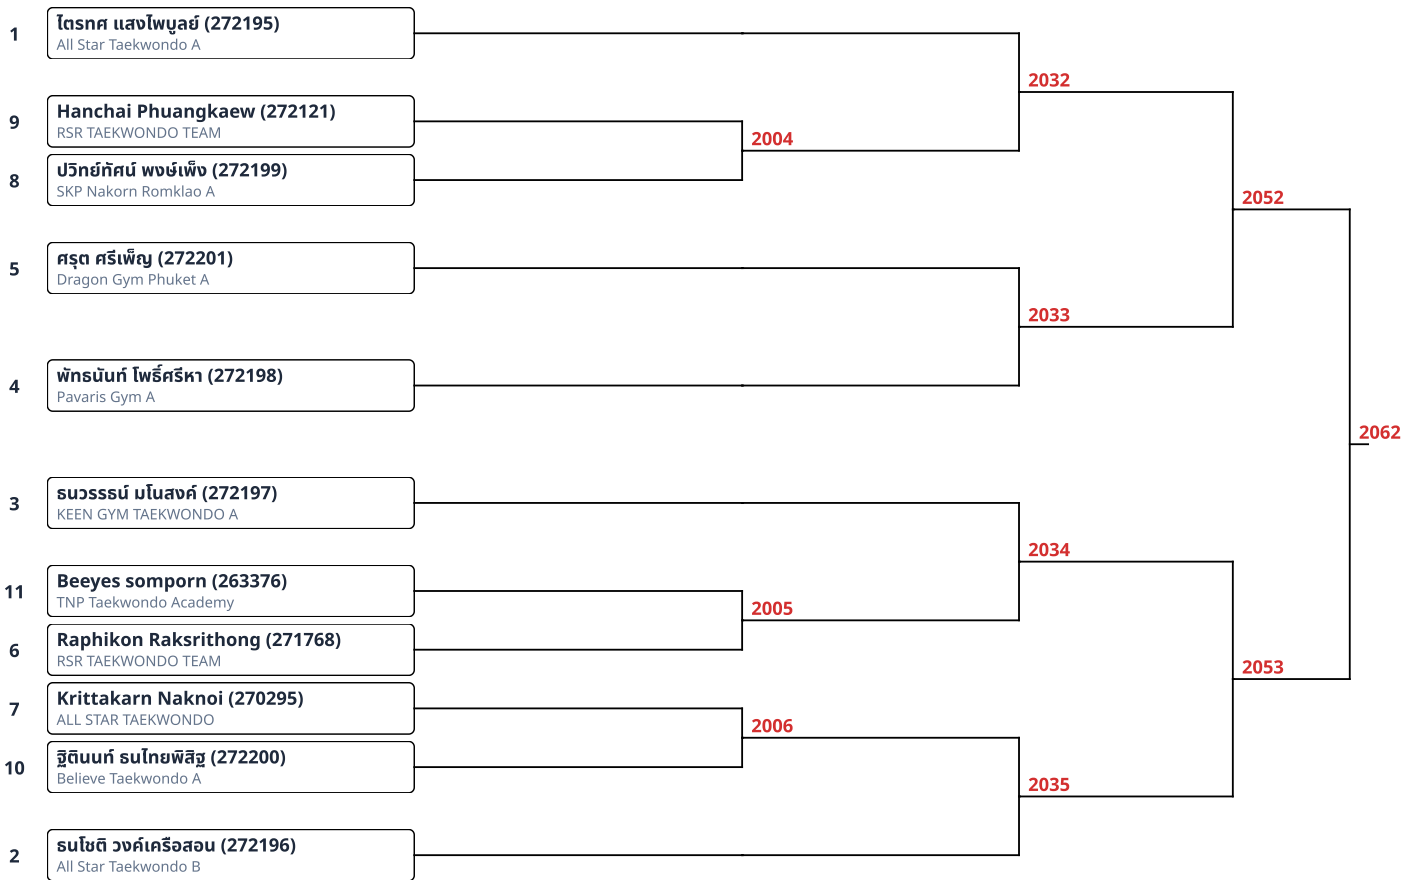 1
ไตรทศ แสงไพบูลย์ (272195)
All Star Taekwondo A
2032
9
Hanchai Phuangkaew (272121)
RSR TAEKWONDO TEAM
2004
8
ปวิทย์ทัศน์ พงษ์เพ็ง (272199)
SKP Nakorn Romklao A
2052
5
ศรุต ศรีเพ็ญ (272201)
Dragon Gym Phuket A
2033
4
พัทธนันท์ โพธิ์ศรีหา (272198)
Pavaris Gym A
2062
3
ธนวรรธน์ มโนสงค์ (272197)
KEEN GYM TAEKWONDO A
2034
11
Beeyes somporn (263376)
TNP Taekwondo Academy
2005
6
Raphikon Raksrithong (271768)
RSR TAEKWONDO TEAM
2053
7
Krittakarn Naknoi (270295)
ALL STAR TAEKWONDO
2006
10
ฐิตินนท์ ธนไทยพิสิฐ (272200)
Believe Taekwondo A
2035
2
ธนโชติ วงค์เครือสอน (272196)
All Star Taekwondo B